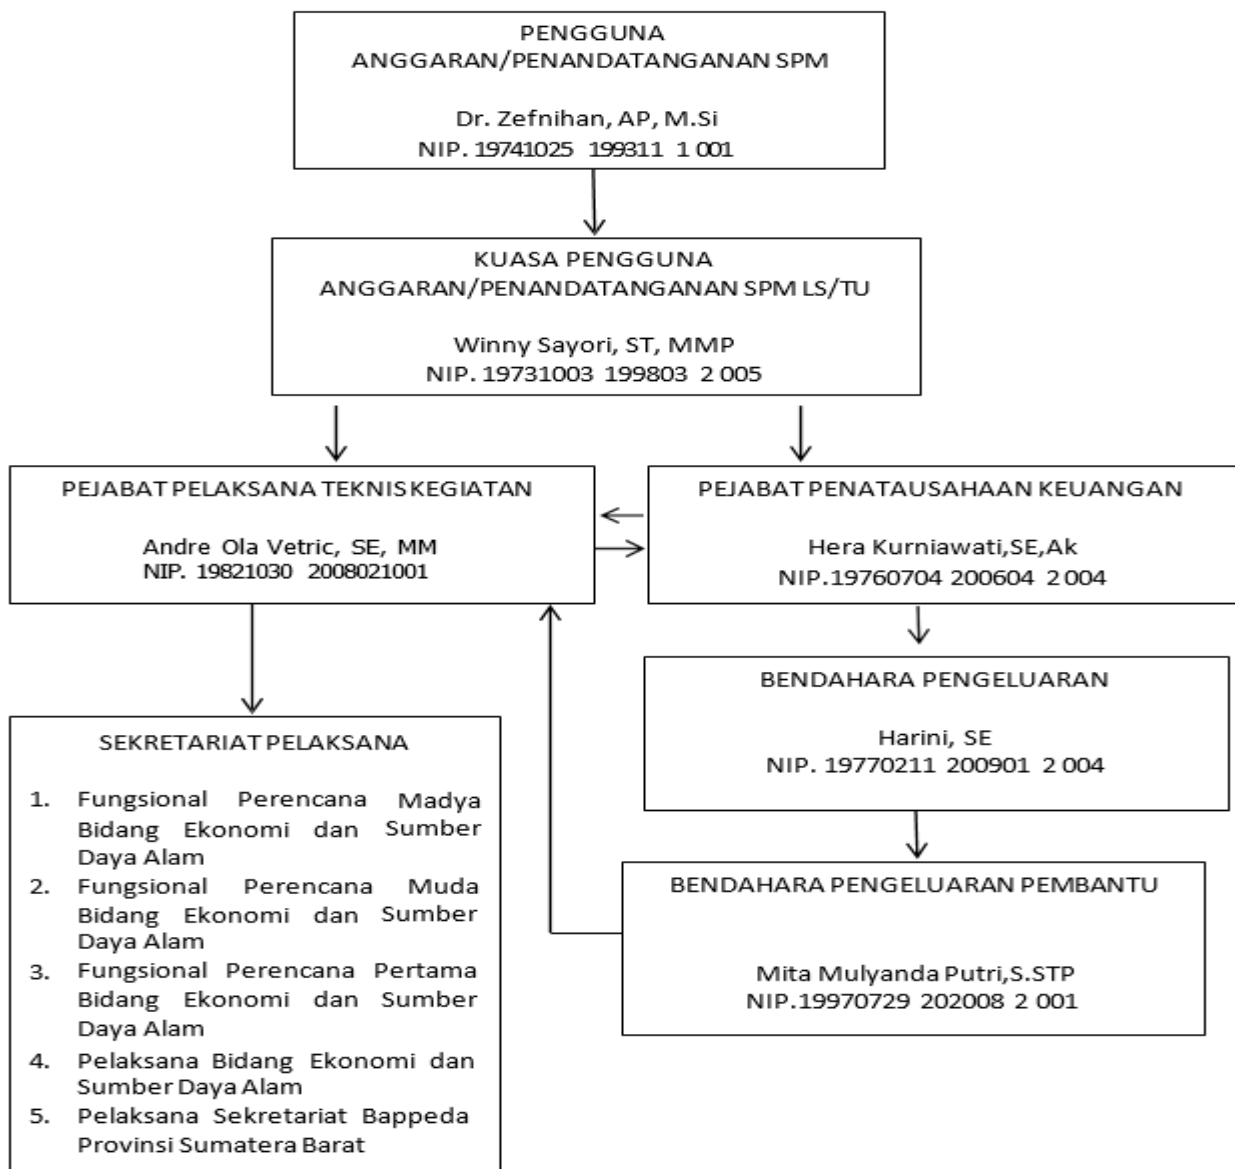 PENGGUNA
ANGGARAN/PENANDATANGANAN SPM
Dr. Zefnihan, AP, M.Si
NIP. 19741025 199311 1 001
KUASA PENGGUNA
ANGGARAN/PENANDATANGANAN SPM LS/TU
Winny Sayori, ST, MMP
NIP. 19731003 199803 2 005
PEJABAT PELAKSANA TEKNIS KEGIATAN
Andre Ola Vetric, SE, MM
NIP. 19821030 2008021001
PEJABAT PENATAUSAHAAN KEUANGAN
Hera Kurniawati,SE,Ak
NIP.19760704 200604 2 004
BENDAHARA PENGELUARAN
Harini, SE
NIP. 19770211 200901 2 004
SEKRETARIAT PELAKSANA
1. Fungsional Perencana Madya
Bidang Ekonomi dan Sumber
Daya Alam
2. Fungsional Perencana Muda
Bidang Ekonomi dan Sumber
Daya Alam
3. Fungsional Perencana Pertama
Bidang Ekonomi dan Sumber
Daya Alam
4. Pelaksana Bidang Ekonomi dan
Sumber Daya Alam
5. Pelaksana Sekretariat Bappeda
Provinsi Sumatera Barat
BENDAHARA PENGELUARAN PEMBANTU
Mita Mulyanda Putri,S.STP
NIP.19970729 202008 2 001